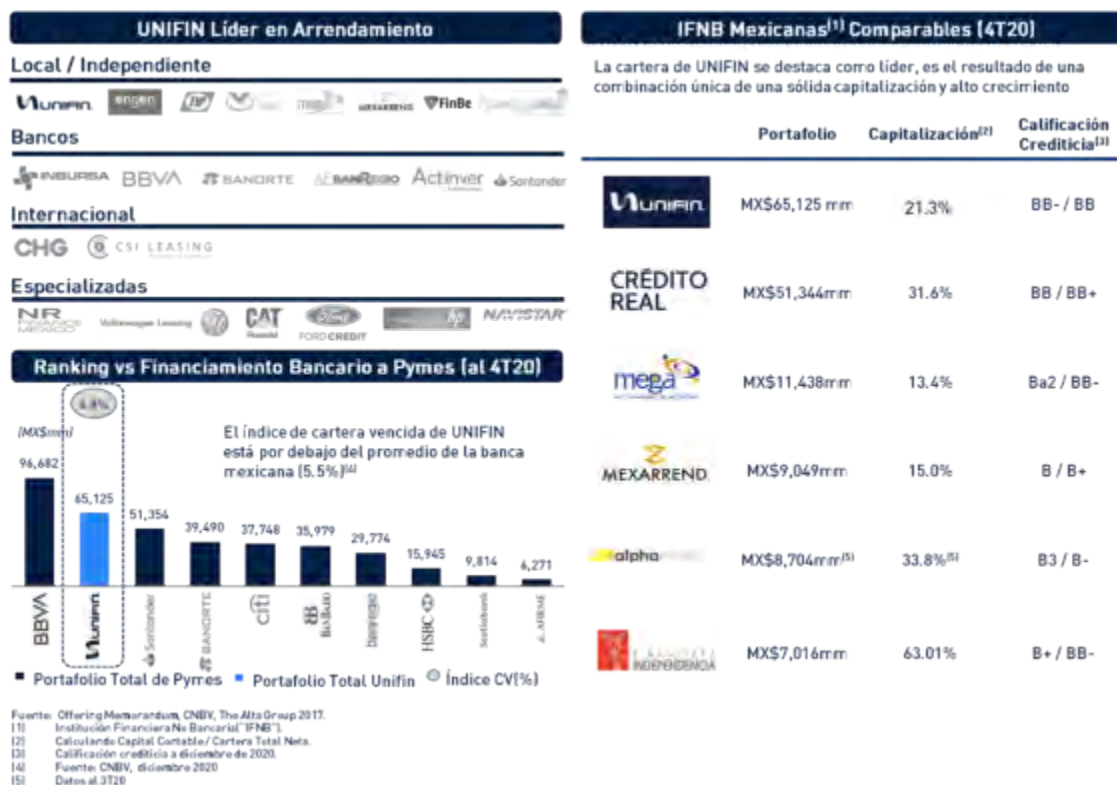 UNIFIN Líder en Arrendamiento
Local / Independiente
UNIFIN engen FinBe
Bancos
INBURSA BBVA BANORTE AF BANREGIO Actinver Santander
Internacional
CHG CSI LEASING
Especializadas
NR FINANCE MEXICO Volkswagen Leasing CAT Financial Ford FORD CREDIT hp NAVISTAR
Ranking vs Financiamiento Bancario a Pymes (al 4T20)
(MX$mm)
El índice de cartera vencida de UNIFIN
está por debajo del promedio de la banca
mexicana (5.5%)(4)
96,682 65,125 51,354 39,490 37,748 35,979 29,774 15,945 9,814 6,271
BBVA UNIFIN Santander BANORTE citi BANBAJIO Banregio HSBC Scotiabank AFIRME
Portafolio Total de Pymes Portafolio Total Unifin Índice CV(%)
Fuente: Offering Memorandum, CNBV, The Alta Group 2017.
(1) Institución Financiera No Bancaria("IFNB").
(2) Calculando Capital Contable / Cartera Total Neta.
(3) Calificación crediticia a diciembre de 2020.
(4) Fuente: CNBV, diciembre 2020
(5) Datos al 3T20
IFNB Mexicanas(1) Comparables (4T20)
La cartera de UNIFIN se destaca como líder, es el resultado de una
combinación única de una sólida capitalización y alto crecimiento
Portafolio Capitalización(2) Calificación
Crediticia(3)
UNIFIN MX$65,125 mm 21.3% BB- / BB
CRÉDITO
REAL MX$51,344mm 31.6% BB / BB+
mega MX$11,438mm 13.4% Ba2 / BB-
MEXARREND MX$9,049mm 15.0% B / B+
alpha MX$8,704mm(5) 33.8%(5) B3 / B-
INDEPENDENCIA MX$7,016mm 63.01% B+ / BB-